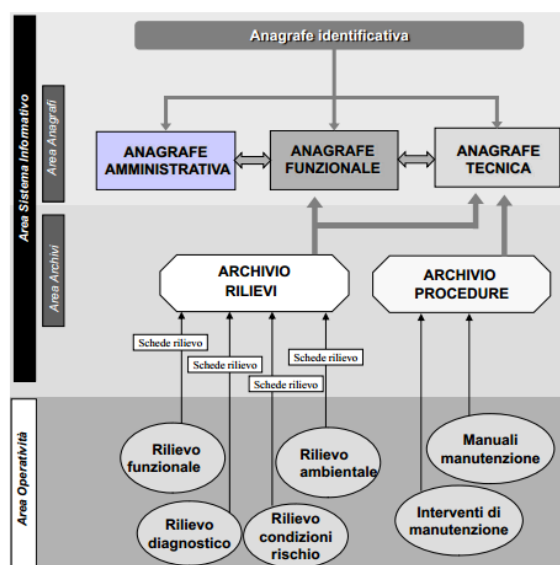 Anagrafe identificativa
Area Sistema Informativo
Area Anagrafi
ANAGRAFE
AMMINISTRATIVA
ANAGRAFE
FUNZIONALE
ANAGRAFE
TECNICA
Area Archivi
ARCHIVIO
RILIEVI
ARCHIVIO
PROCEDURE
Schede rilievo
Schede rilievo
Schede rilievo
Schede rilievo
Area Operatività
Rilievo
funzionale
Rilievo
ambientale
Manuali
manutenzione
Rilievo
diagnostico
Rilievo
condizioni
rischio
Interventi di
manutenzione